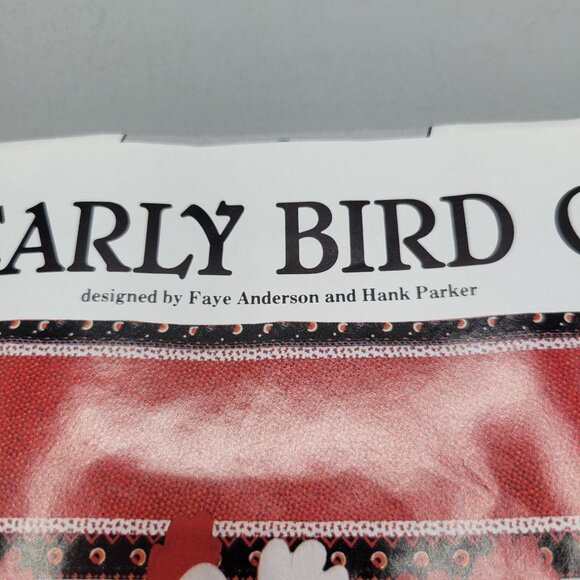 EARLY BIRD
designed by Faye Anderson and Hank Parker